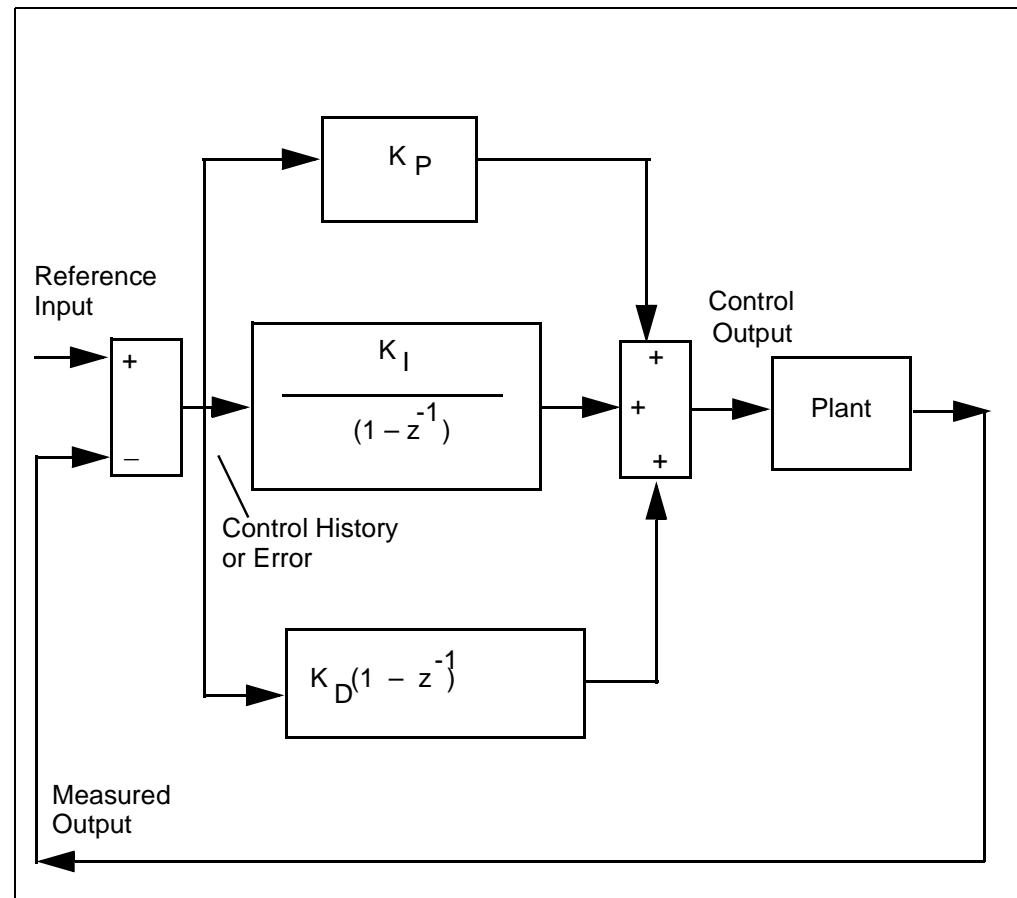 K P
Reference
Input
+
–
K I
(1 – z-1)
Control History
or Error
K D(1 – z-1)
+
+
+
Control
Output
Plant
Measured
Output